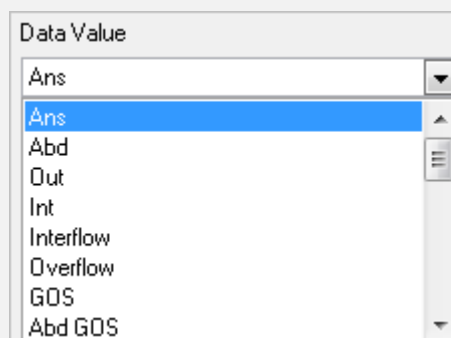 Data Value
Ans
Ans
Abd
Out
Int
Interflow
Overflow
GOS
Abd GOS